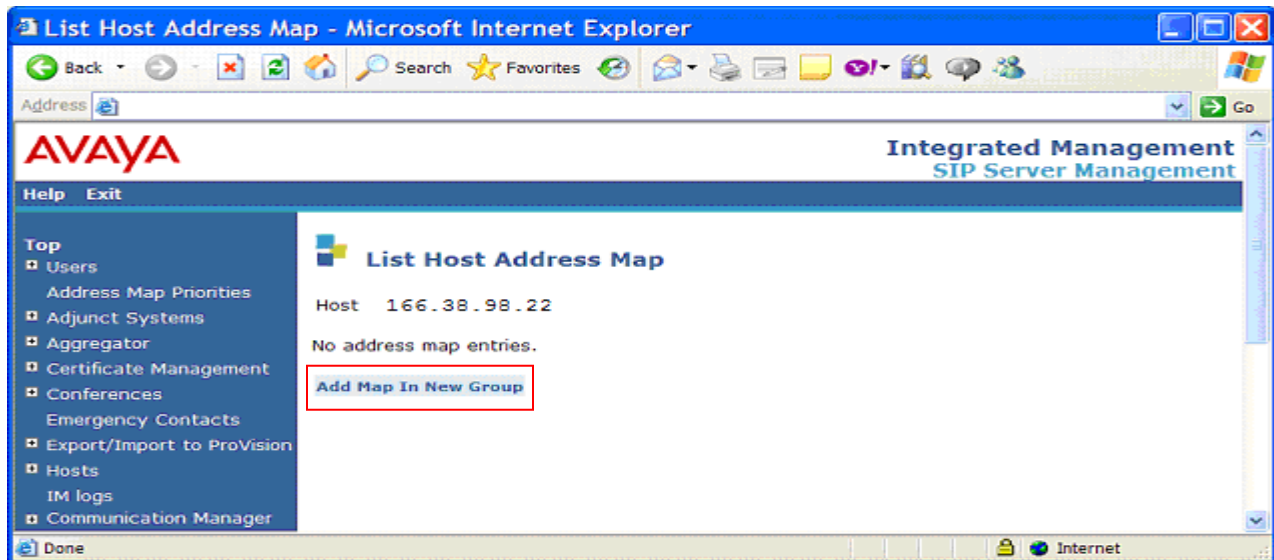 List Host Address Map - Microsoft Internet Explorer
Back Search Favorites
Address Go
AVAYA
Integrated Management
SIP Server Management
Help Exit
Top
Users
Address Map Priorities
Adjunct Systems
Aggregator
Certificate Management
Conferences
Emergency Contacts
Export/Import to ProVision
Hosts
IM logs
Communication Manager
List Host Address Map
Host 166.38.98.22
No address map entries.
Add Map In New Group
Done Internet